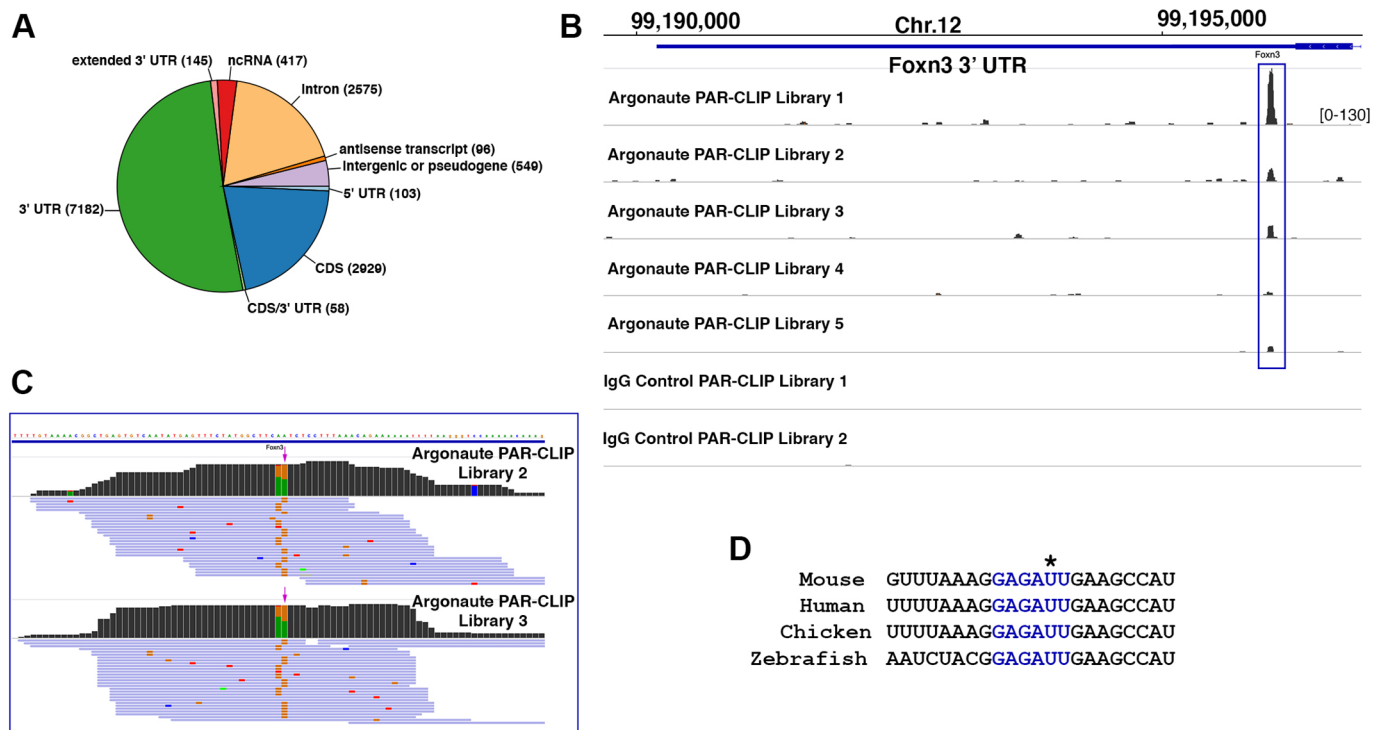 A
extended 3' UTR (145)
ncRNA (417)
Intron (2575)
antisense transcript (96)
intergenic or pseudogene (549)
5' UTR (103)
3' UTR (7182)
CDS (2929)
CDS/3' UTR (58)
B
99,190,000
Chr.12
99,195,000
Foxn3 3' UTR
Foxn3
Argonaute PAR-CLIP Library 1
[0-130]
Argonaute PAR-CLIP Library 2
Argonaute PAR-CLIP Library 3
Argonaute PAR-CLIP Library 4
Argonaute PAR-CLIP Library 5
IgG Control PAR-CLIP Library 1
IgG Control PAR-CLIP Library 2
C
Foxn3
Argonaute PAR-CLIP
Library 2
Argonaute PAR-CLIP
Library 3
D
*
Mouse GUUUAAAGGAGAUUGAAGCCAU
Human UUUUAAAGGAGAUUGAAGCCAU
Chicken UUUUAAAGGAGAUUGAAGCCAU
Zebrafish AAUCUACGGAGAUUGAAGCCAU